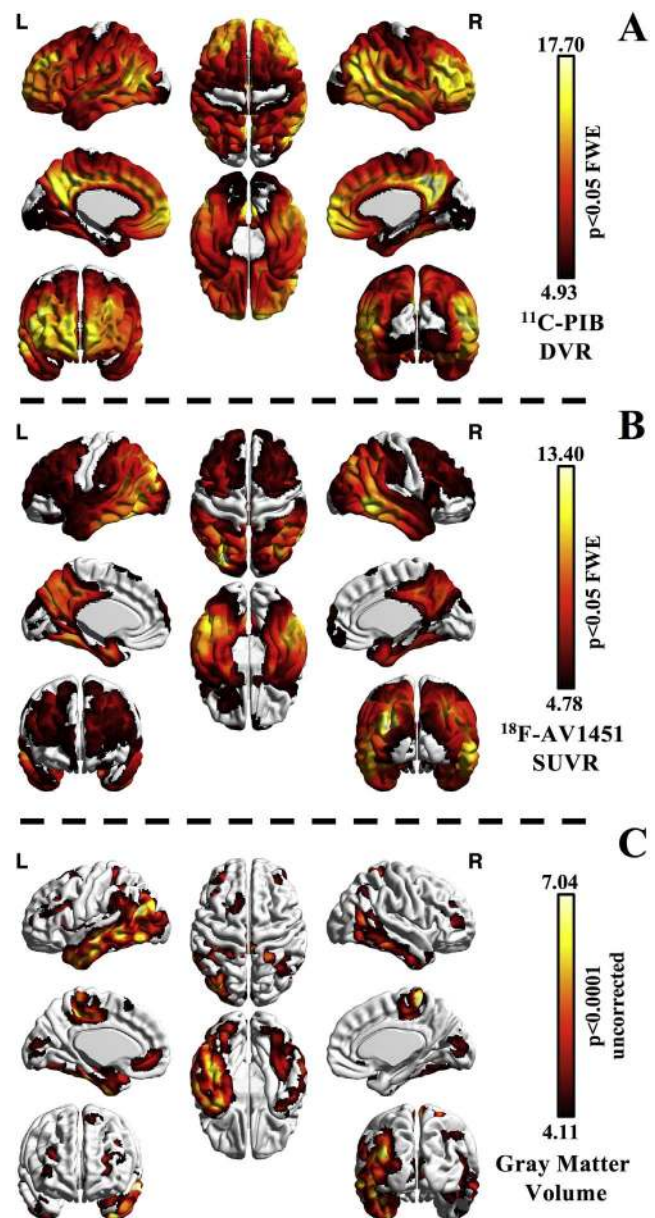 L
R
A
17.70
p<0.05 FWE
4.93
¹¹C-PIB
DVR
L
R
B
13.40
p<0.05 FWE
4.78
¹⁸F-AV1451
SUVR
L
R
C
7.04
p<0.0001
uncorrected
4.11
Gray Matter
Volume